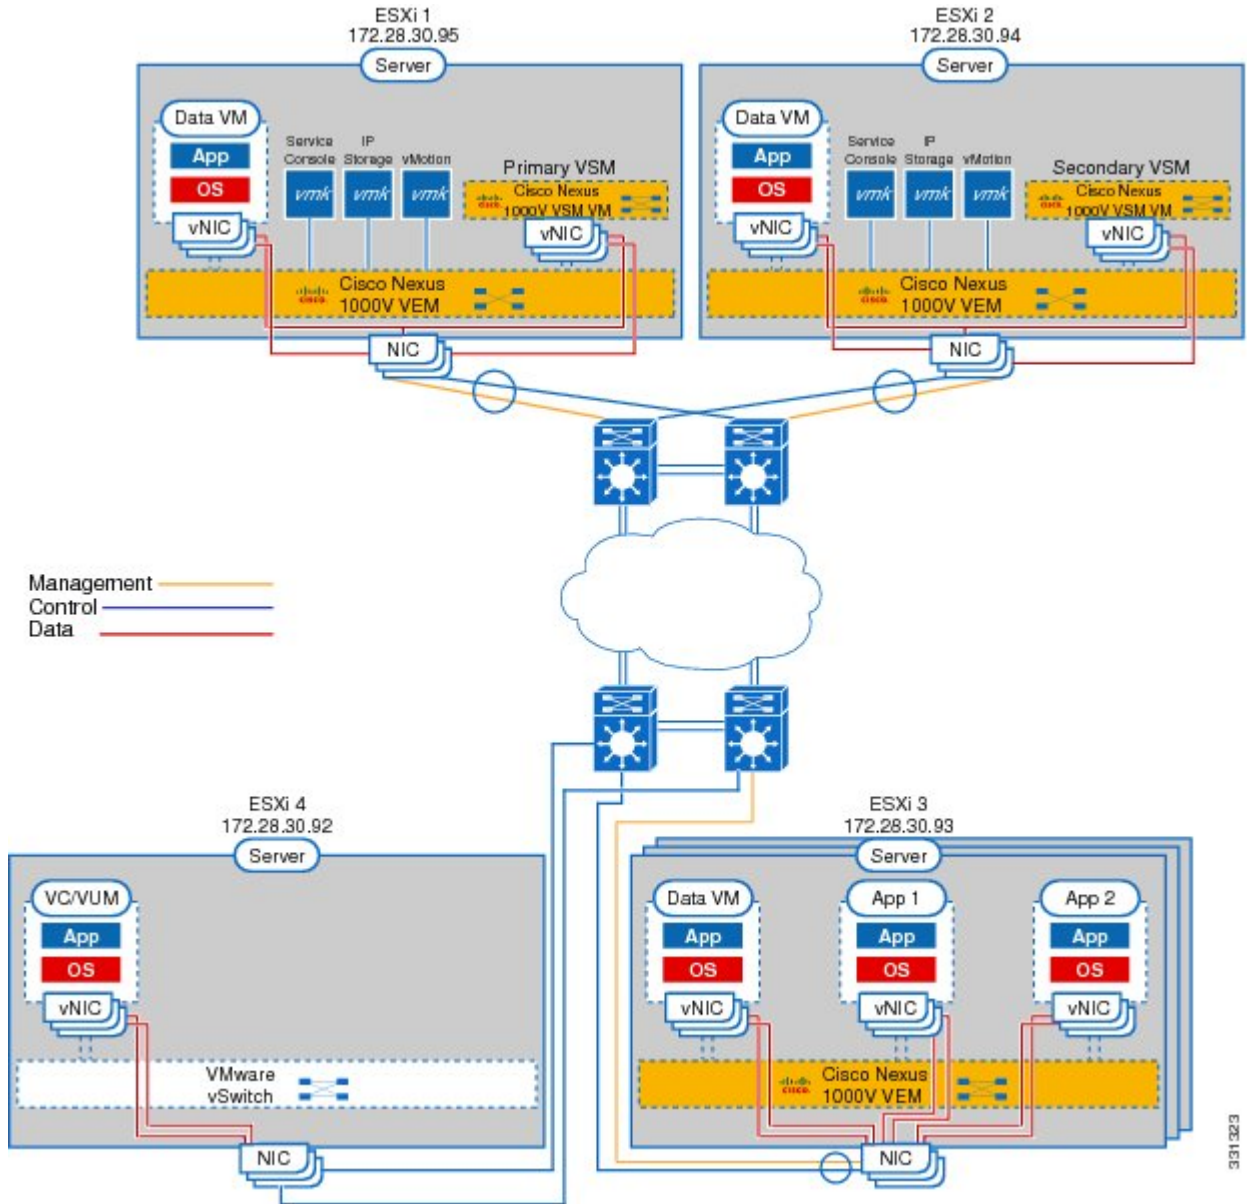 ESXi 1
172.28.30.95
Server
Data VM
App
OS
vNIC
Service
Console
vmk
IP
Storage
vmk
vMotion
vmk
Primary VSM
CISCO
Cisco Nexus
1000V VSM VM
vNIC
CISCO
Cisco Nexus
1000V VEM
NIC
ESXi 2
172.28.30.94
Server
Data VM
App
OS
vNIC
Service
Console
vmk
IP
Storage
vmk
vMotion
vmk
Secondary VSM
CISCO
Cisco Nexus
1000V VSM VM
vNIC
CISCO
Cisco Nexus
1000V VEM
NIC
Management
Control
Data
ESXi 4
172.28.30.92
Server
VC/VUM
App
OS
vNIC
VMware
vSwitch
NIC
ESXi 3
172.28.30.93
Server
Data VM
App
OS
vNIC
App 1
App
OS
vNIC
App 2
App
OS
vNIC
CISCO
Cisco Nexus
1000V VEM
NIC
331323